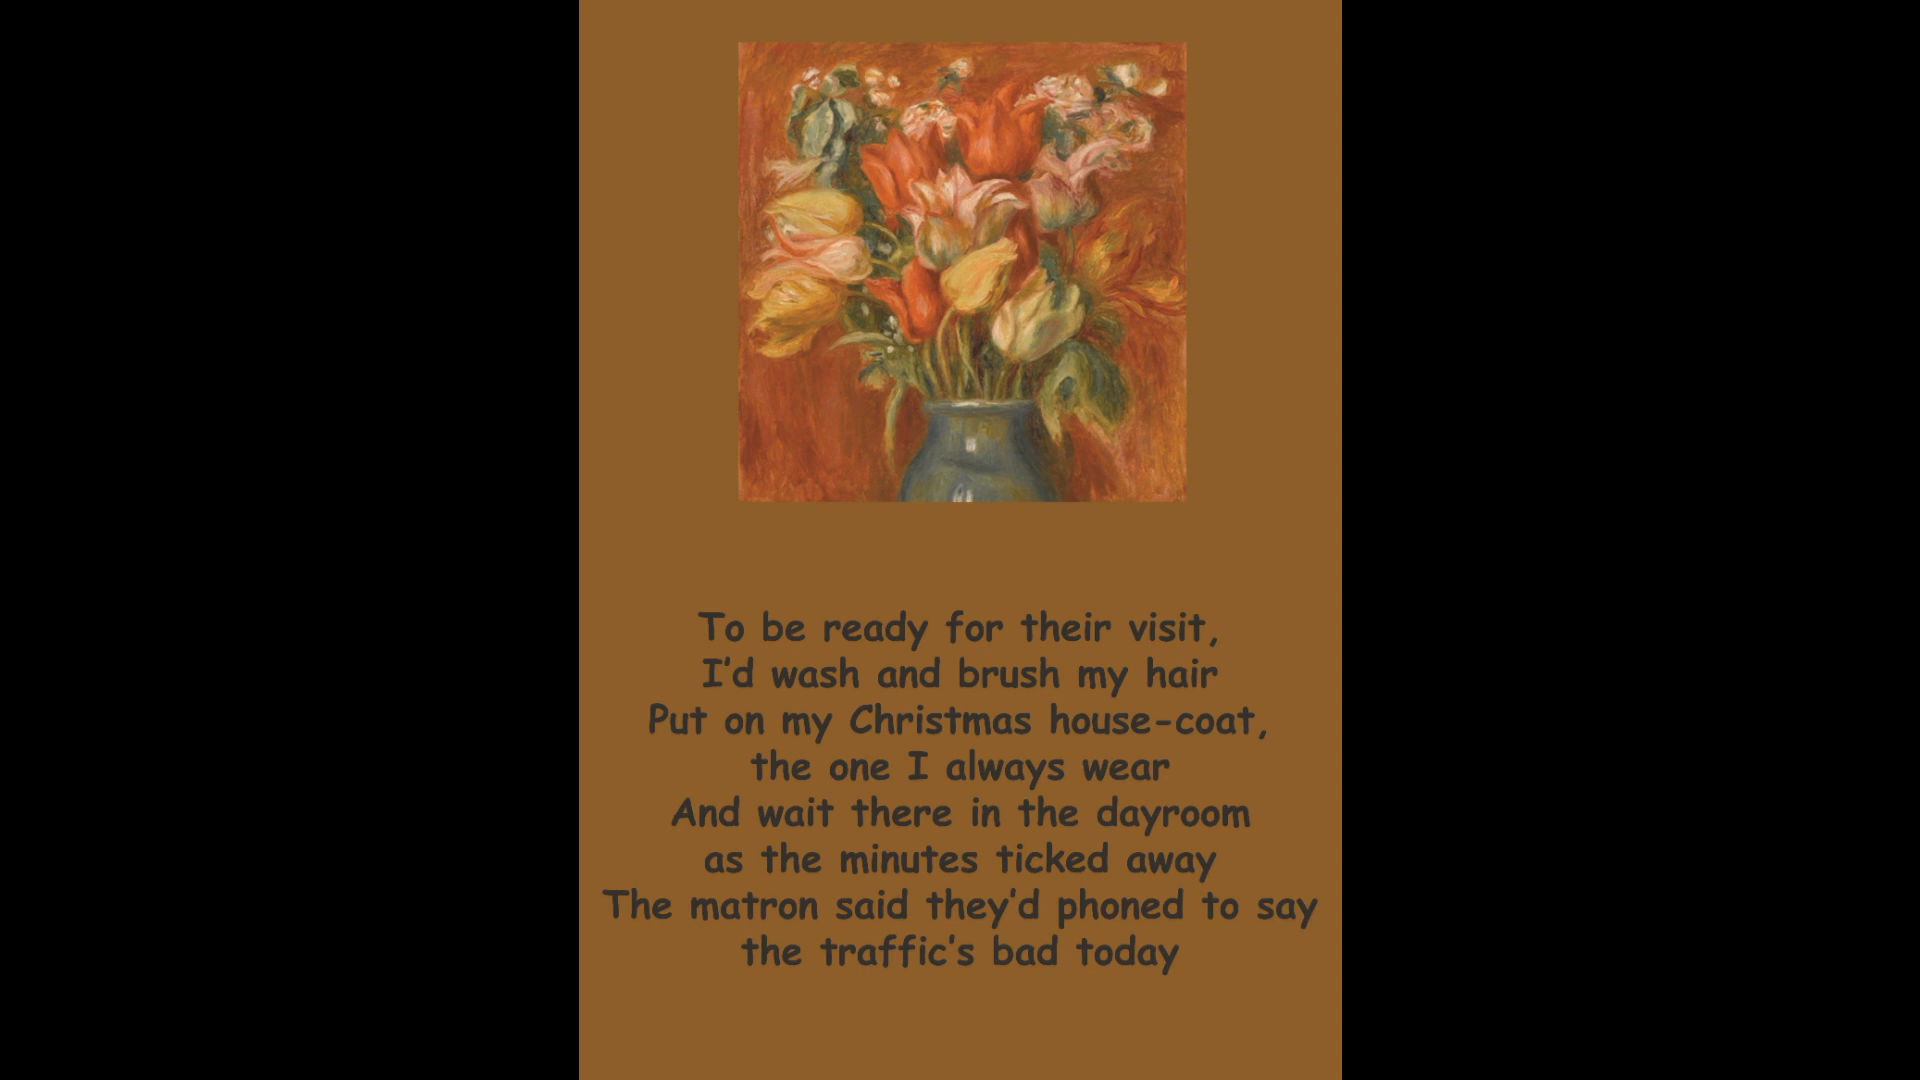 To be ready for their visit,
I'd wash and brush my hair
Put on my Christmas house-coat,
the one I always wear
And wait there in the dayroom
as the minutes ticked away
The matron said they'd phoned to say
the traffic's bad today